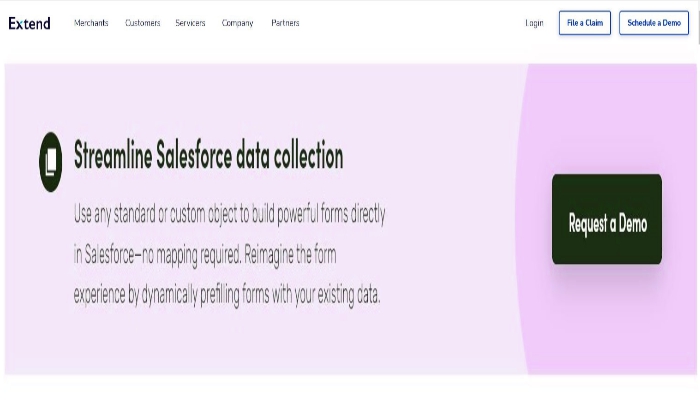 Extend Merchants Customers Servicers Company Partners Login File a Claim Schedule a Demo
Streamline Salesforce data collection
Use any standard or custom object to build powerful forms directly
in Salesforce—no mapping required. Reimagine the form
experience by dynamically prefilling forms with your existing data.
Request a Demo